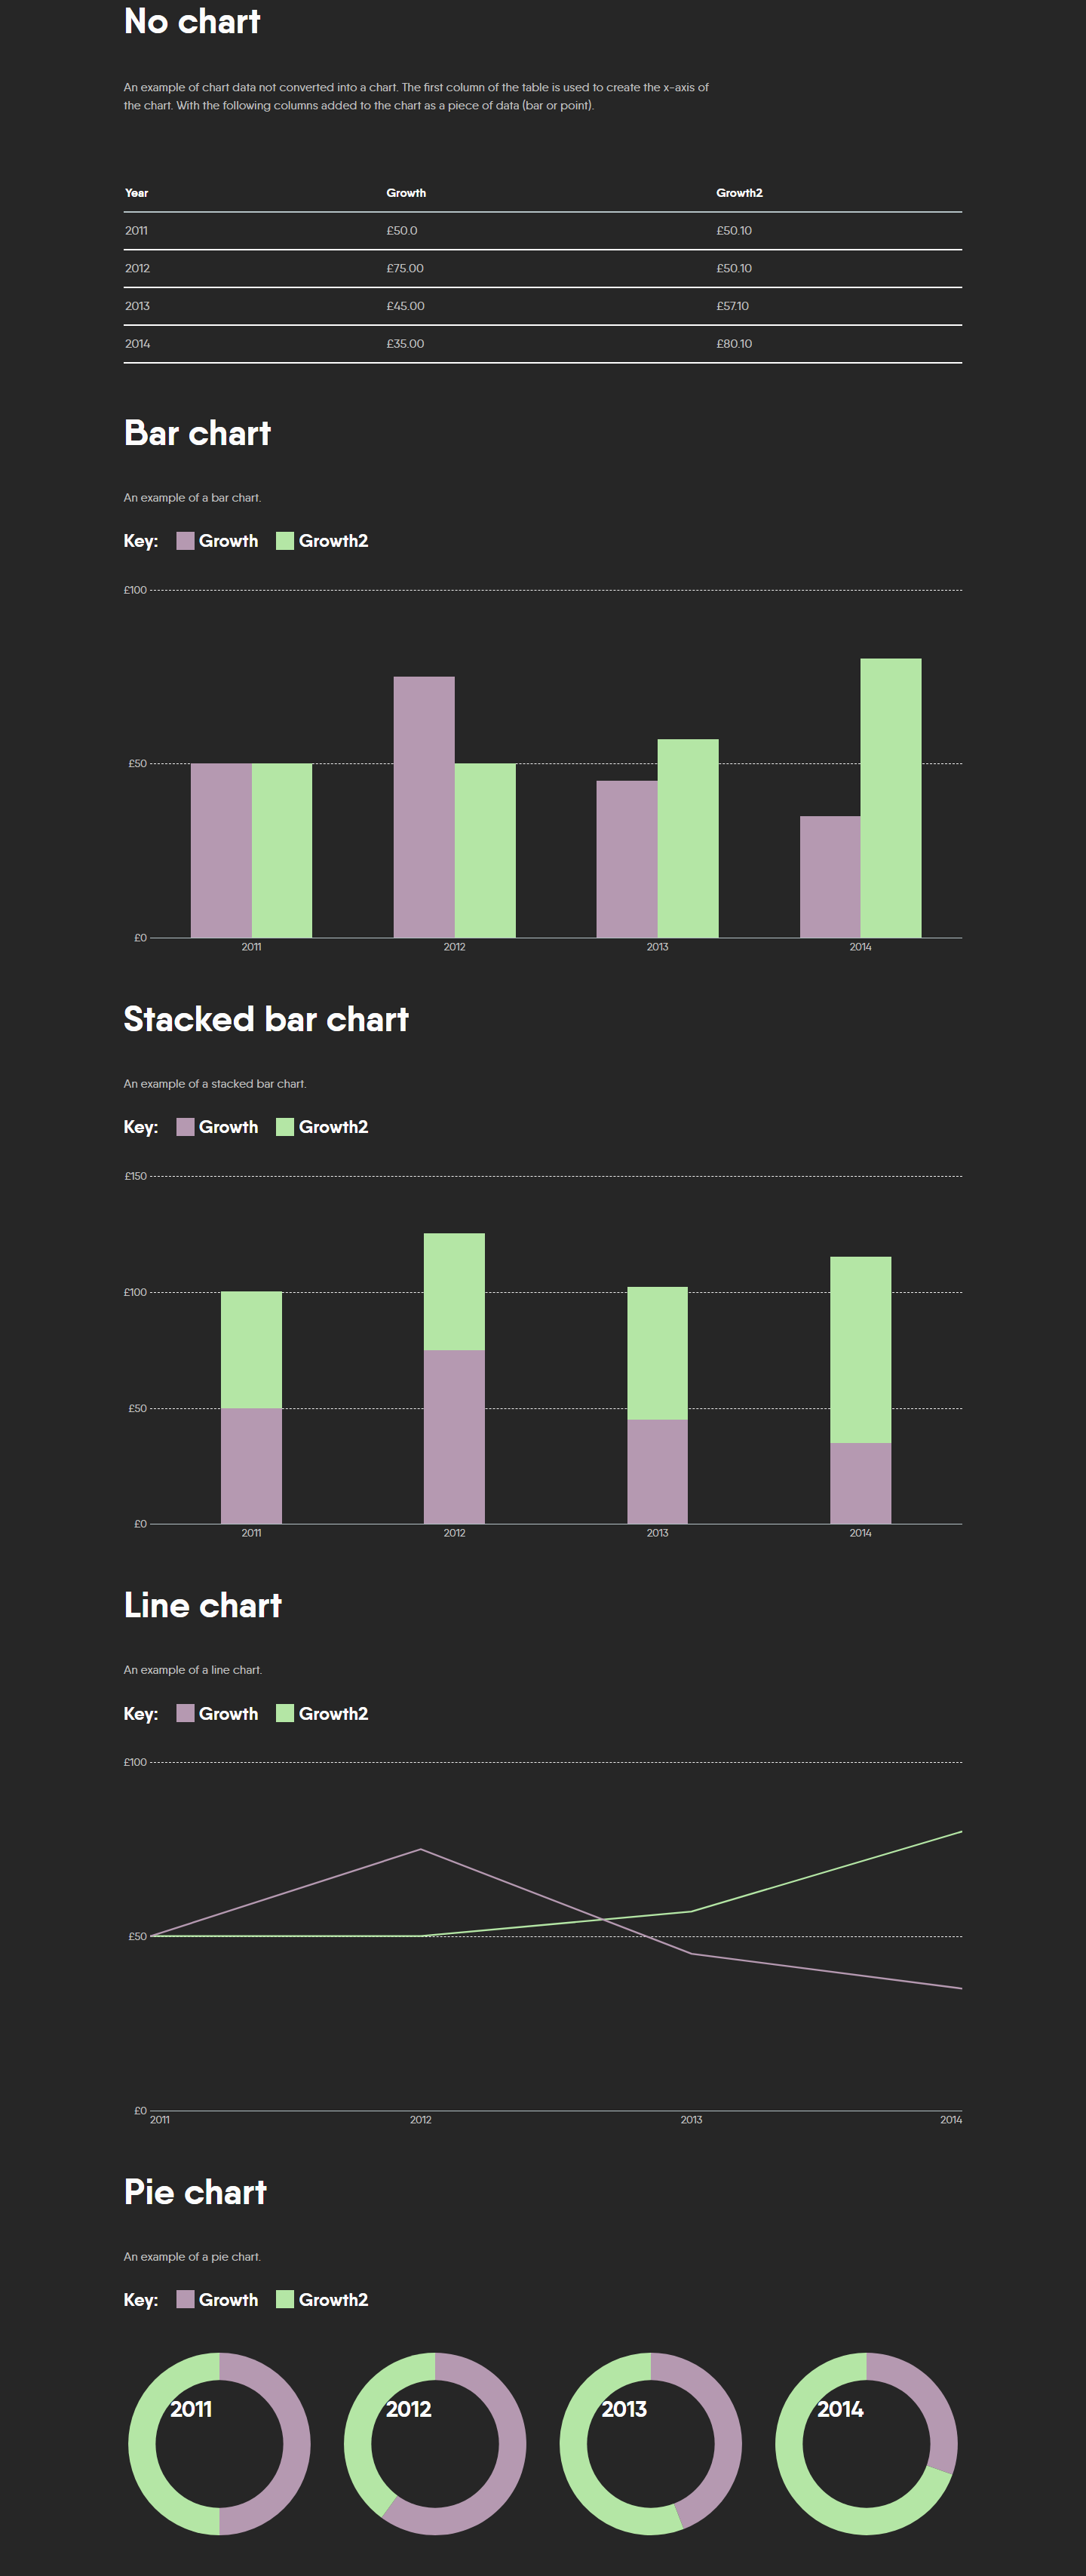 No chart
An example of chart data not converted into a chart. The first column of the table is used to create the x-axis of
the chart. With the following columns added to the chart as a piece of data (bar or point).
Year Growth Growth2
2011 £50.0 £50.10
2012 £75.00 £50.10
2013 £45.00 £57.10
2014 £35.00 £80.10
Bar chart
An example of a bar chart.
Key: Growth Growth2
£100
£50
£0
2011 2012 2013 2014
Stacked bar chart
An example of a stacked bar chart.
Key: Growth Growth2
£150
£100
£50
£0
2011 2012 2013 2014
Line chart
An example of a line chart.
Key: Growth Growth2
£100
£50
£0
2011 2012 2013 2014
Pie chart
An example of a pie chart.
Key: Growth Growth2
2011 2012 2013 2014